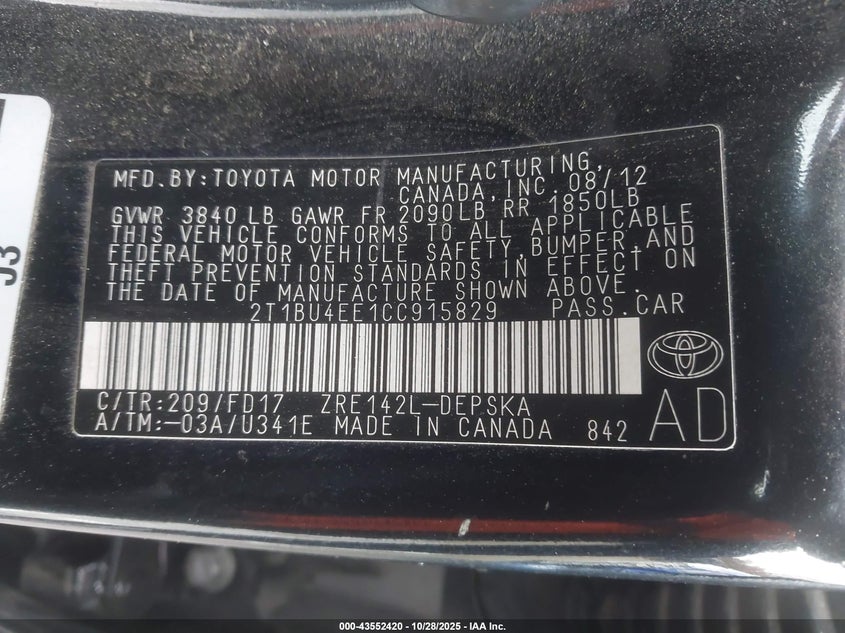 J3
MFD.BY:TOYOTA MOTOR MANUFACTURING,
CANADA,INC. 08/12
GVWR 3840 LB GAWR FR 2090LB RR 1850LB
THIS VEHICLE CONFORMS TO ALL APPLICABLE
FEDERAL MOTOR VEHICLE SAFETY,BUMPER,AND
THEFT PREVENTION STANDARDS IN EFFECT ON
THE DATE OF MANUFACTURE SHOWN ABOVE.
2T1BU4EE1CC915829 PASS.CAR
C/TR:209/FD17 ZRE142L-DEPSKA
A/TM:-03A/U341E MADE IN CANADA 842 AD
000-43552420 • 10/28/2025 - IAA Inc.